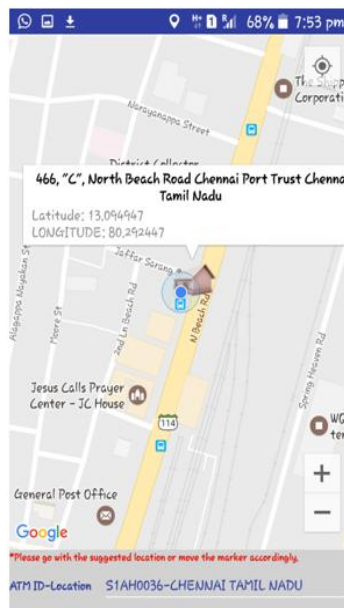 68% 7:53 pm
The Shipp
Corporati
Narayanappa Street
District Collector
466, "C", North Beach Road Chennai Port Trust Chenna
Tamil Nadu
Latitude: 13.094947
LONGITUDE: 80.292447
Jaffar Sarang
Alagappa Nayakan St
Moore St
2nd Ln Beach Rd
N Beach Rd
Spring Heaven Rd
Jesus Calls Prayer
Center - JC House
114
WG
ter
General Post Office
+
−
Google
*Please go with the suggested location or move the marker accordingly.
ATM ID-Location S1AH0036-CHENNAI TAMIL NADU